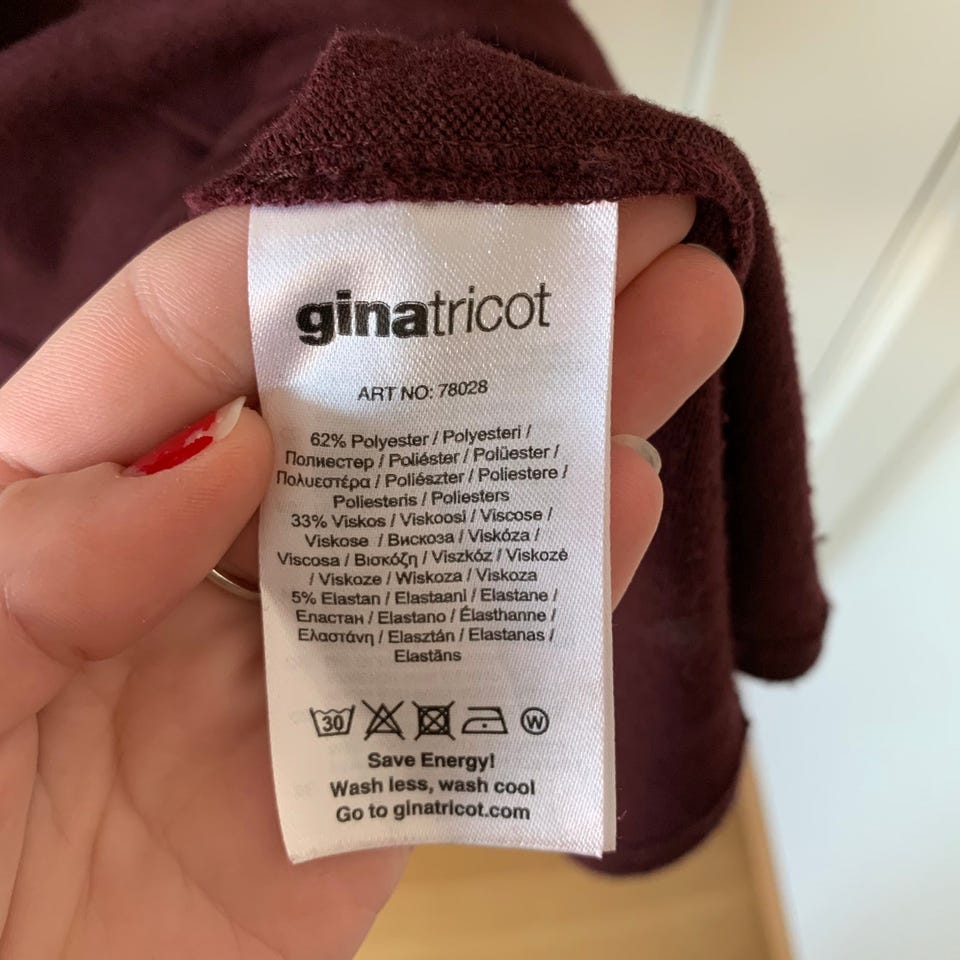 ginatricot
ART NO: 78028
62% Polyester / Polyesteri /
Полиестер / Poliéster / Polüester /
Πολυεστέρα / Poliészter / Poliestere /
Poliesteris / Poliesters
33% Viskos / Viskoosi / Viscose /
Viskose / Вискоза / Viskóza /
Viscosa / Βισκόζη / Viszkóz / Viskozė
/ Viskoze / Wiskoza / Viskoza
5% Elastan / Elastaani / Elastane /
Еластан / Elastano / Élasthanne /
Ελαστάνη / Elasztán / Elastanas /
Elastāns
30 W
Save Energy!
Wash less, wash cool
Go to ginatricot.com